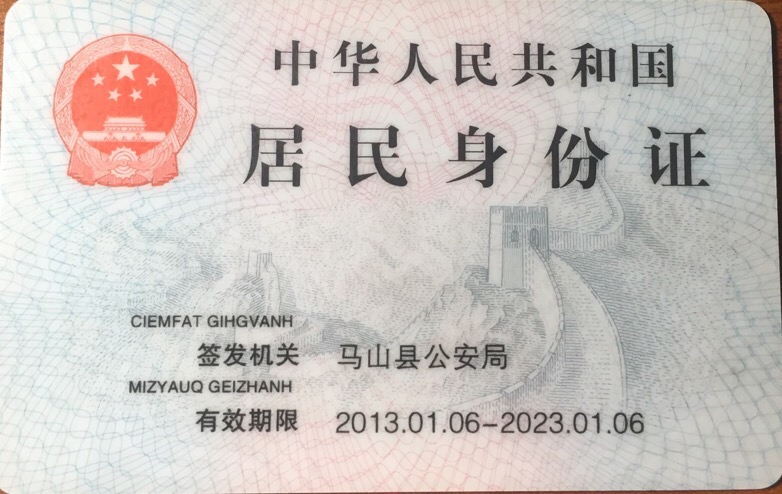 中华人民共和国
居民身份证
CIEMFAT GIHGVANH
签发机关 马山县公安局
MIZYAUQ GEIZHANH
有效期限 2013.01.06-2023.01.06